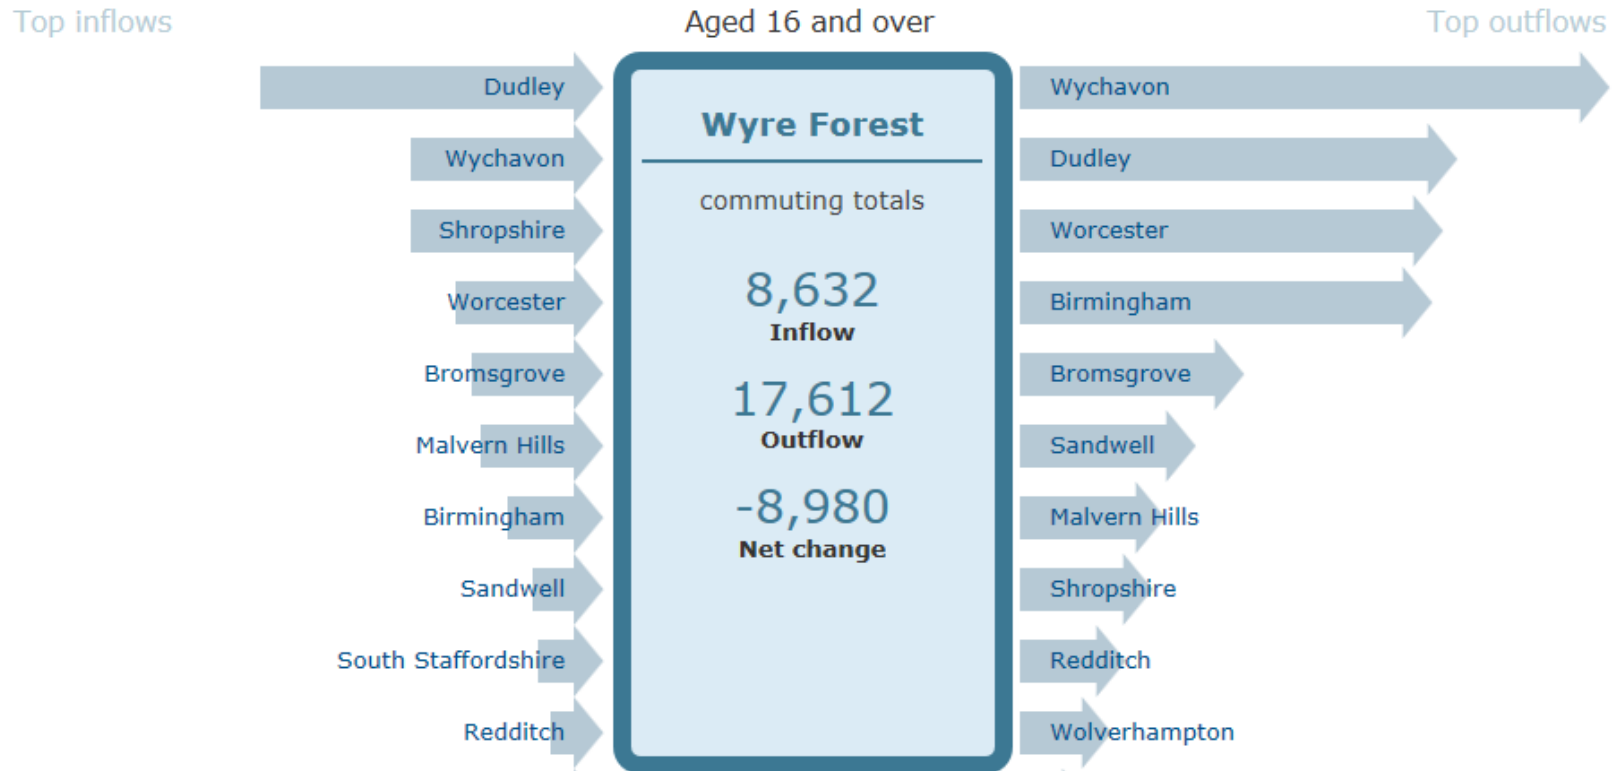 Top inflows
Aged 16 and over
Top outflows
Dudley
Wychavon
Shropshire
Worcester
Bromsgrove
Malvern Hills
Birmingham
Sandwell
South Staffordshire
Redditch
Wyre Forest
commuting totals
8,632
Inflow
17,612
Outflow
-8,980
Net change
Wychavon
Dudley
Worcester
Birmingham
Bromsgrove
Sandwell
Malvern Hills
Shropshire
Redditch
Wolverhampton